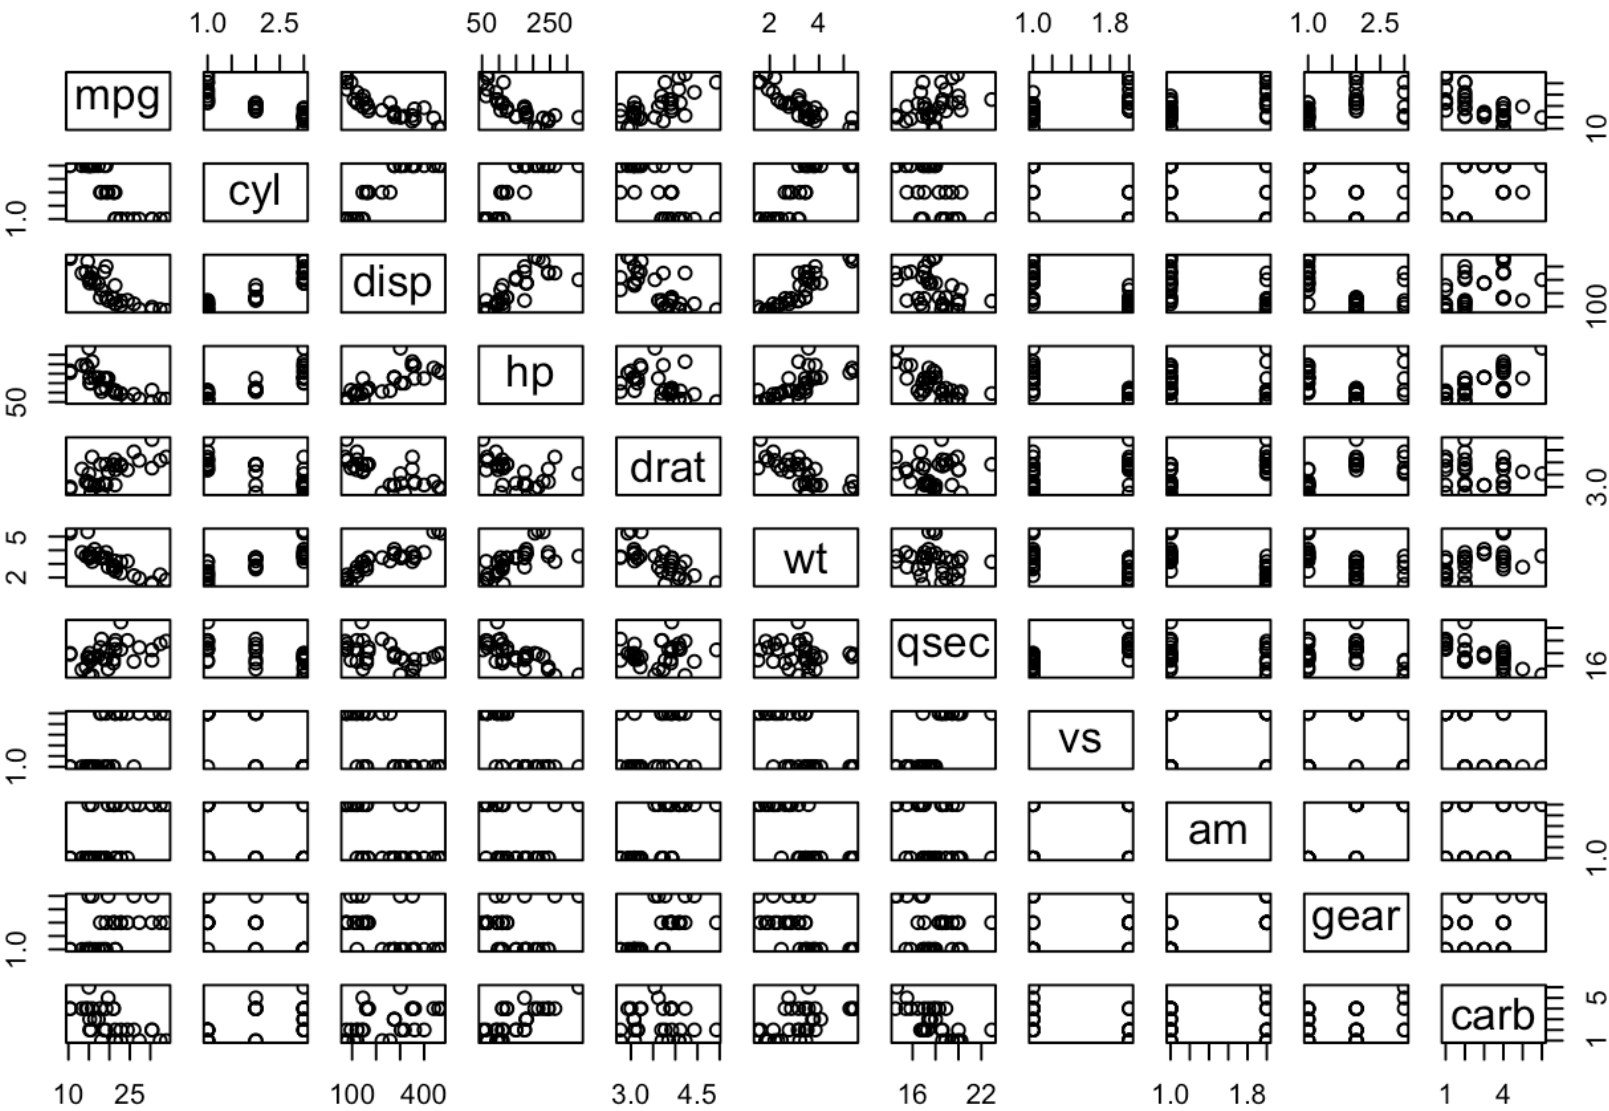 1.0 2.5 50 250 2 4 1.0 1.8 1.0 2.5
mpg 10
1.0 cyl
disp 100
50 hp
drat 3.0
5 2 wt
qsec 16
1.0 vs
am 1.0
1.0 gear
carb 1 5
10 25 100 400 3.0 4.5 16 22 1.0 1.8 1 4